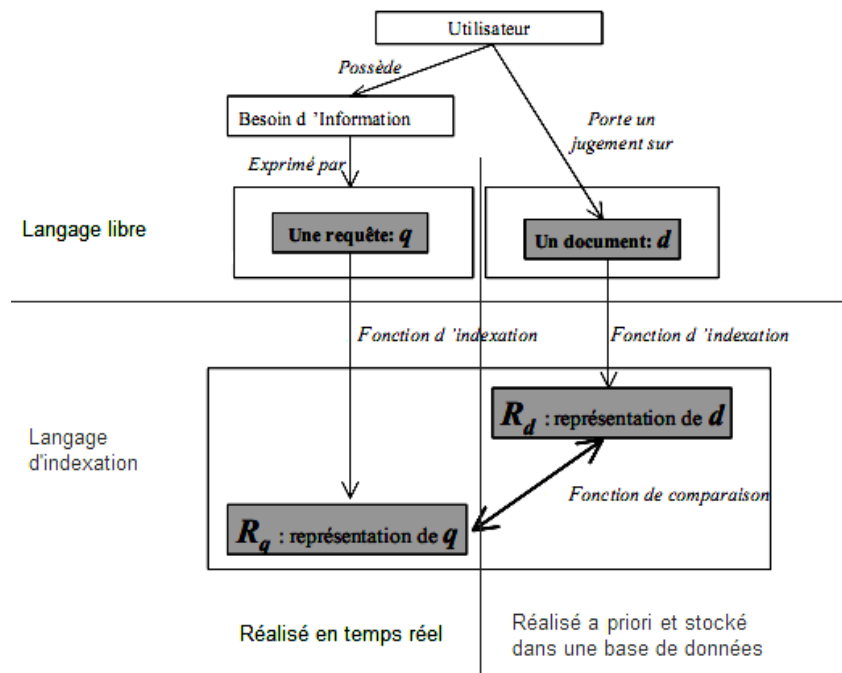 Utilisateur
Possède
Besoin d 'Information
Porte un
jugement sur
Exprimé par
Langage libre
Une requête: q
Un document: d
Fonction d 'indexation
Fonction d 'indexation
Langage
d'indexation
R_d : représentation de d
Fonction de comparaison
R_q : représentation de q
Réalisé en temps réel
Réalisé a priori et stocké
dans une base de données